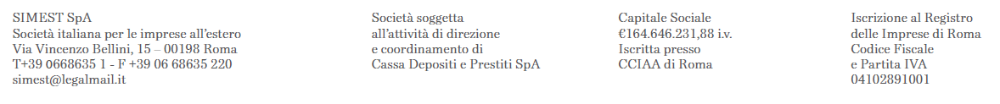 SIMEST SpA
Società italiana per le imprese all'estero
Via Vincenzo Bellini, 15 – 00198 Roma
T+39 0668635 1 - F +39 06 68635 220
simest@legalmail.it
Società soggetta
all'attività di direzione
e coordinamento di
Cassa Depositi e Prestiti SpA
Capitale Sociale
€164.646.231,88 i.v.
Iscritta presso
CCIAA di Roma
Iscrizione al Registro
delle Imprese di Roma
Codice Fiscale
e Partita IVA
04102891001